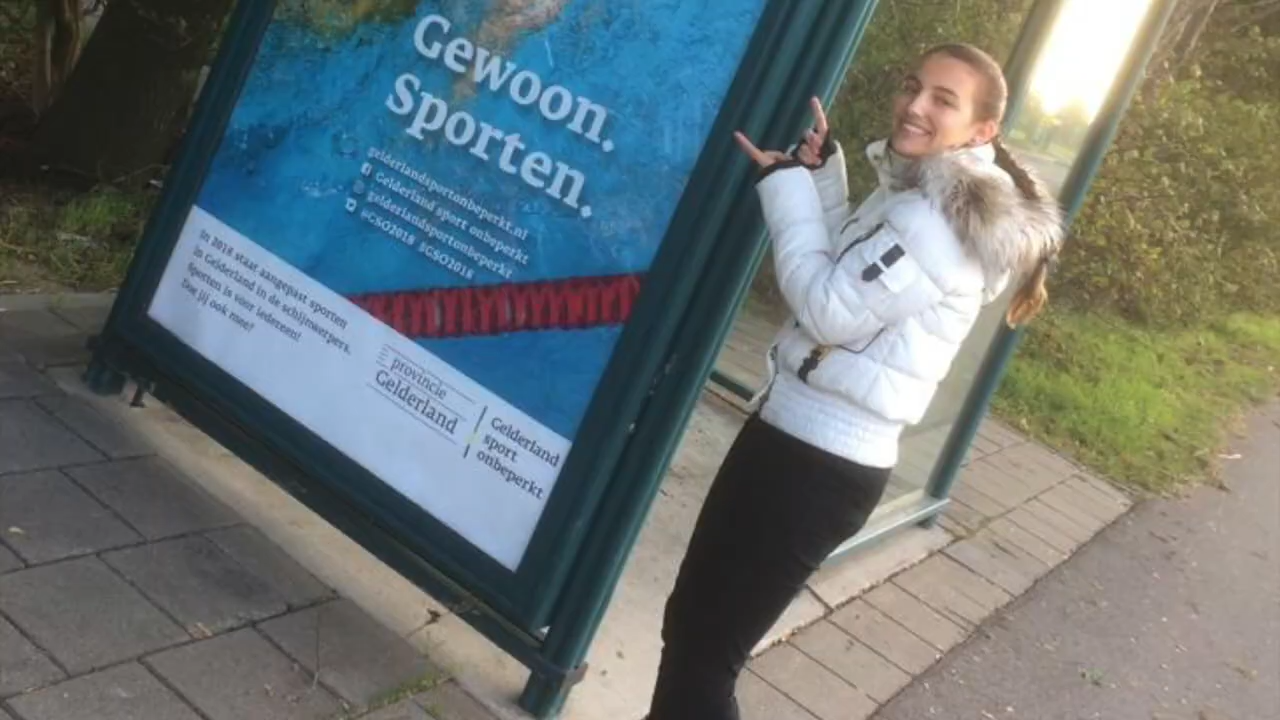 Gewoon.
Sporten.
gelderlandsportonbeperkt.nl
Gelderland sport onbeperkt
gelderlandsportonbeperkt
@GSO2018 #GSO2018
In 2018 staat aangepast sporten
in Gelderland in de schijnwerpers.
Sporten is voor iedereen!
Doe jij ook mee?
provincie
Gelderland
Gelderland
sport
onbeperkt